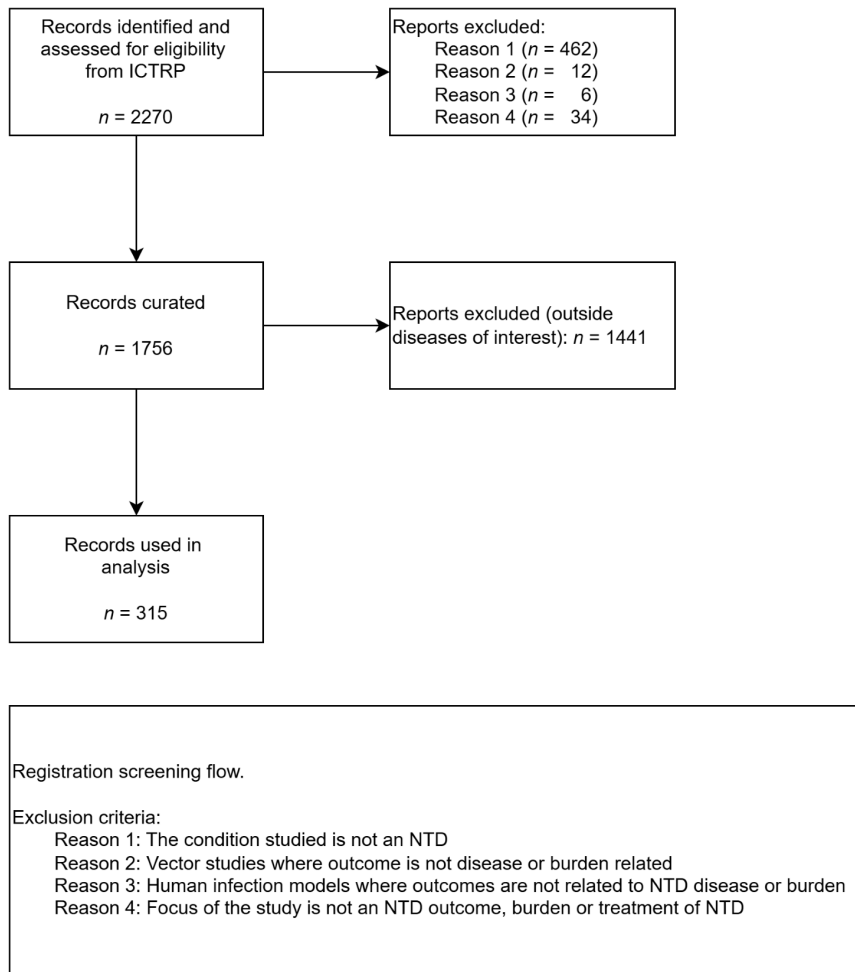 Records identified and
assessed for eligibility
from ICTRP
n = 2270
Reports excluded:
Reason 1 (n = 462)
Reason 2 (n = 12)
Reason 3 (n = 6)
Reason 4 (n = 34)
Records curated
n = 1756
Reports excluded (outside
diseases of interest): n = 1441
Records used in
analysis
n = 315
Registration screening flow.
Exclusion criteria:
Reason 1: The condition studied is not an NTD
Reason 2: Vector studies where outcome is not disease or burden related
Reason 3: Human infection models where outcomes are not related to NTD disease or burden
Reason 4: Focus of the study is not an NTD outcome, burden or treatment of NTD